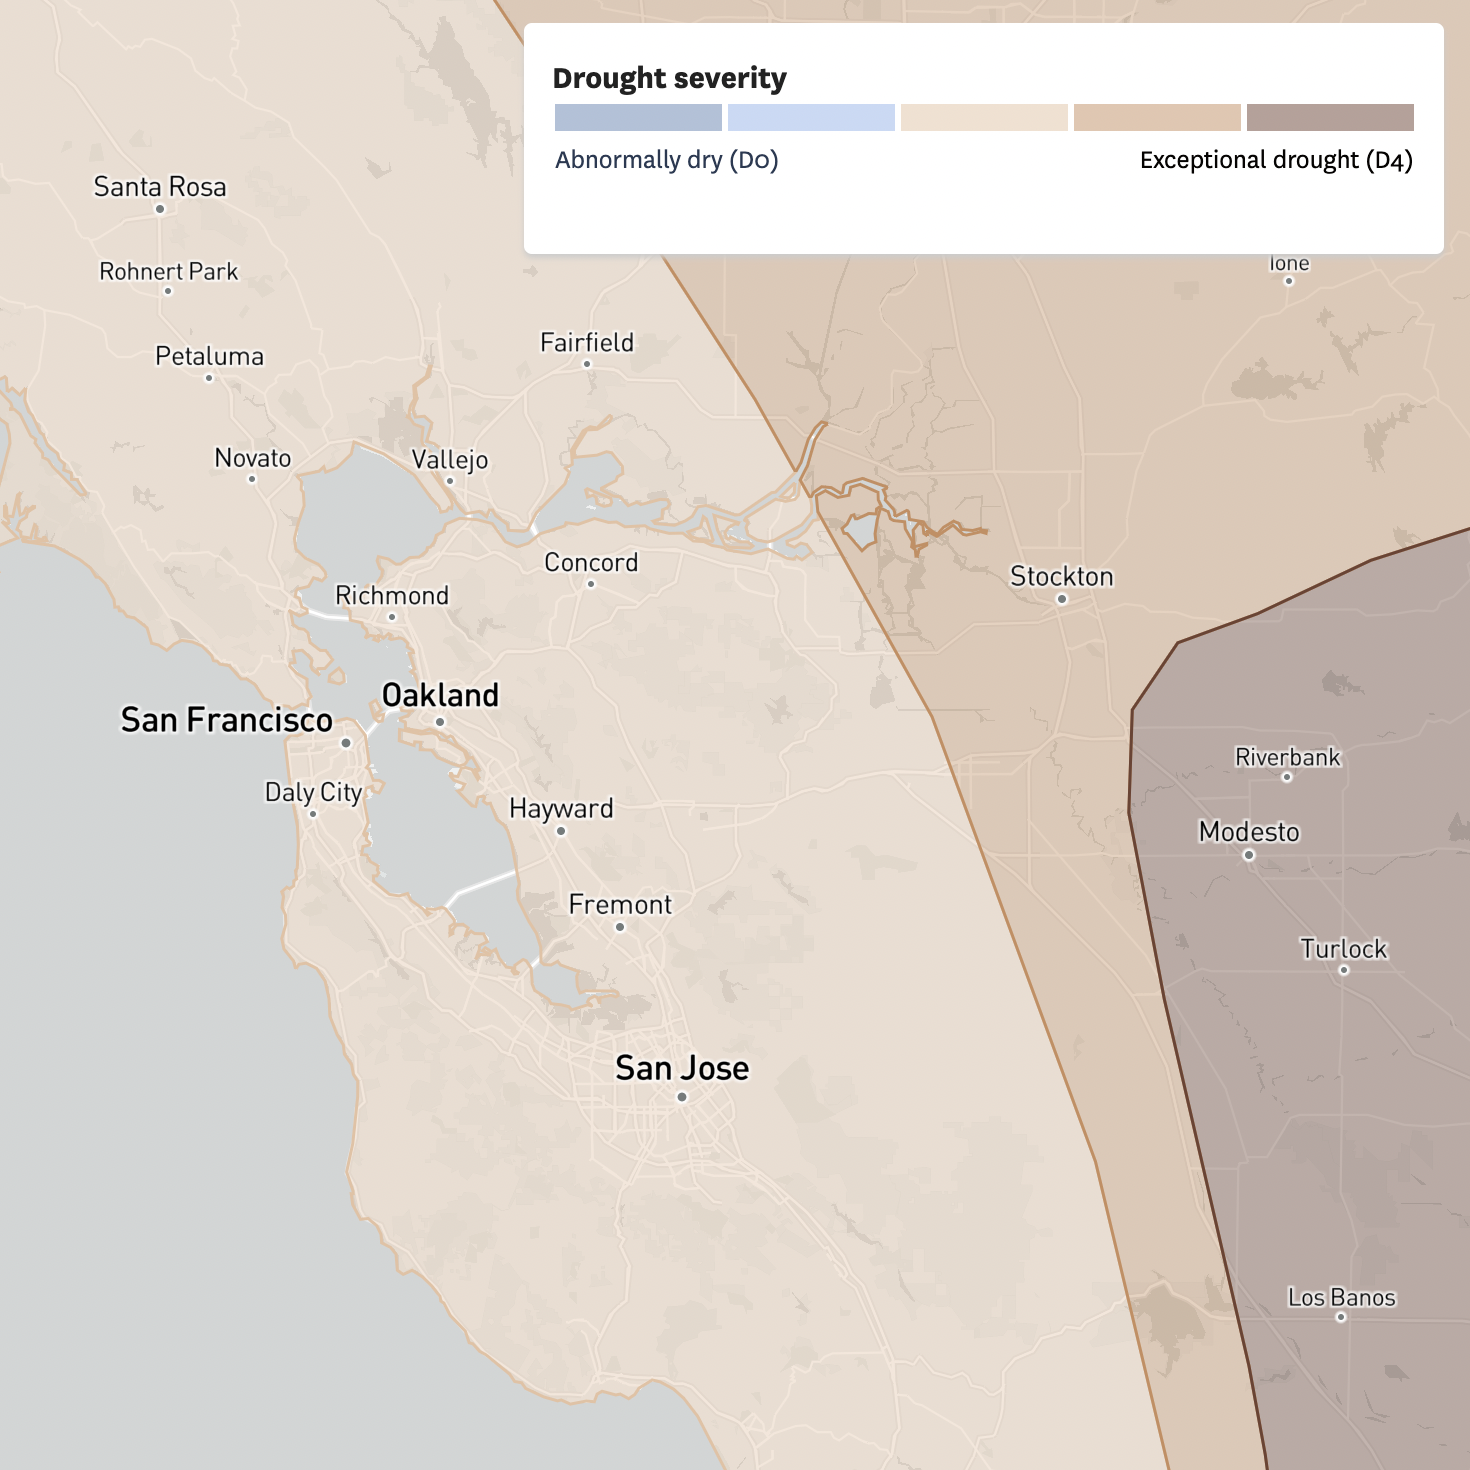 Drought severity
Abnormally dry (D0)
Exceptional drought (D4)
Santa Rosa
Ione
Rohnert Park
Fairfield
Petaluma
Novato
Vallejo
Concord
Stockton
Richmond
Oakland
San Francisco
Riverbank
Daly City
Hayward
Modesto
Fremont
Turlock
San Jose
Los Banos